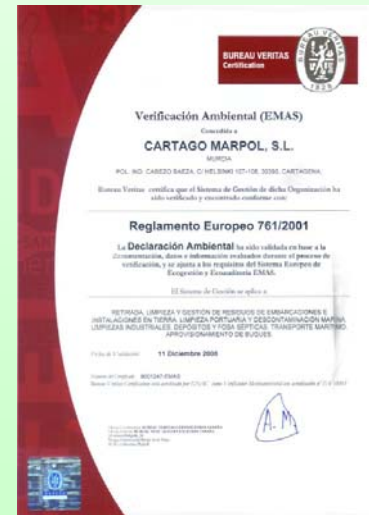 BUREAU VERITAS
Certification
BUREAU VERITAS
1828
Verificación Ambiental (EMAS)
Concedida a
CARTAGO MARPOL, S.L.
MURCIA
POL. IND. CABEZO BEAZA, C/ HELSINKI 107-108, 30395, CARTAGENA
Bureau Veritas certifica que el Sistema de Gestión de dicha Organización ha
sido verificado y encontrado conforme con:
Reglamento Europeo 761/2001
La Declaración Ambiental ha sido validada en base a la
documentación, datos e información evaluados durante el proceso de
verificación, y se ajusta a los requisitos del Sistema Europeo de
Ecogestión y Ecoauditoría EMAS.
El Sistema de Gestión se aplica a:
RETIRADA, LIMPIEZA Y GESTIÓN DE RESIDUOS DE EMBARCACIONES E
INSTALACIONES EN TIERRA. LIMPIEZA PORTUARIA Y DESCONTAMINACIÓN MARINA.
LIMPIEZAS INDUSTRIALES, DEPÓSITOS Y FOSA SÉPTICAS. TRANSPORTE MARÍTIMO.
APROVISIONAMIENTO DE BUQUES.
11 Diciembre 2008
A. M.